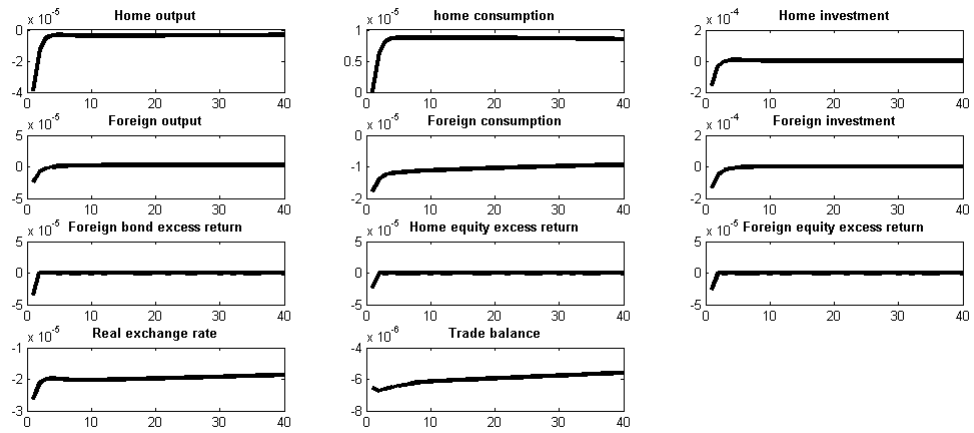 Home output
home consumption
Home investment
x 10⁻⁵
x 10⁻⁵
x 10⁻⁴
0
-2
-4
0 10 20 30 40
1
0.5
0
0 10 20 30 40
2
0
-2
0 10 20 30 40
Foreign output
Foreign consumption
Foreign investment
x 10⁻⁵
x 10⁻⁵
x 10⁻⁴
5
0
-5
0 10 20 30 40
0
-1
-2
0 10 20 30 40
2
0
-2
0 10 20 30 40
Foreign bond excess return
Home equity excess return
Foreign equity excess return
x 10⁻⁵
x 10⁻⁵
x 10⁻⁵
5
0
-5
0 10 20 30 40
5
0
-5
0 10 20 30 40
5
0
-5
0 10 20 30 40
Real exchange rate
Trade balance
x 10⁻⁵
x 10⁻⁶
-1
-2
-3
0 10 20 30 40
-4
-6
-8
0 10 20 30 40